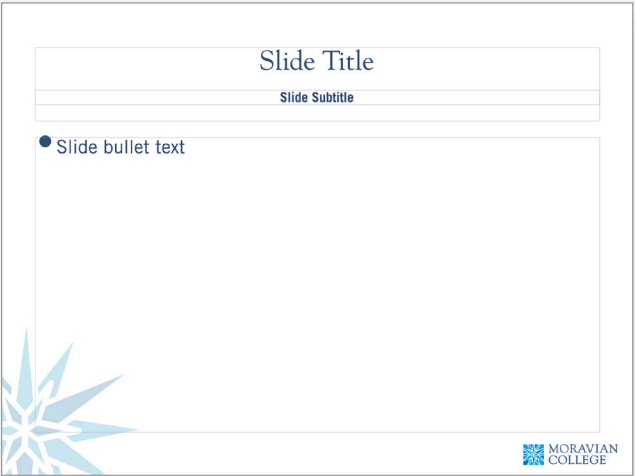 Slide Title
Slide Subtitle
Slide bullet text
MORAVIAN
COLLEGE